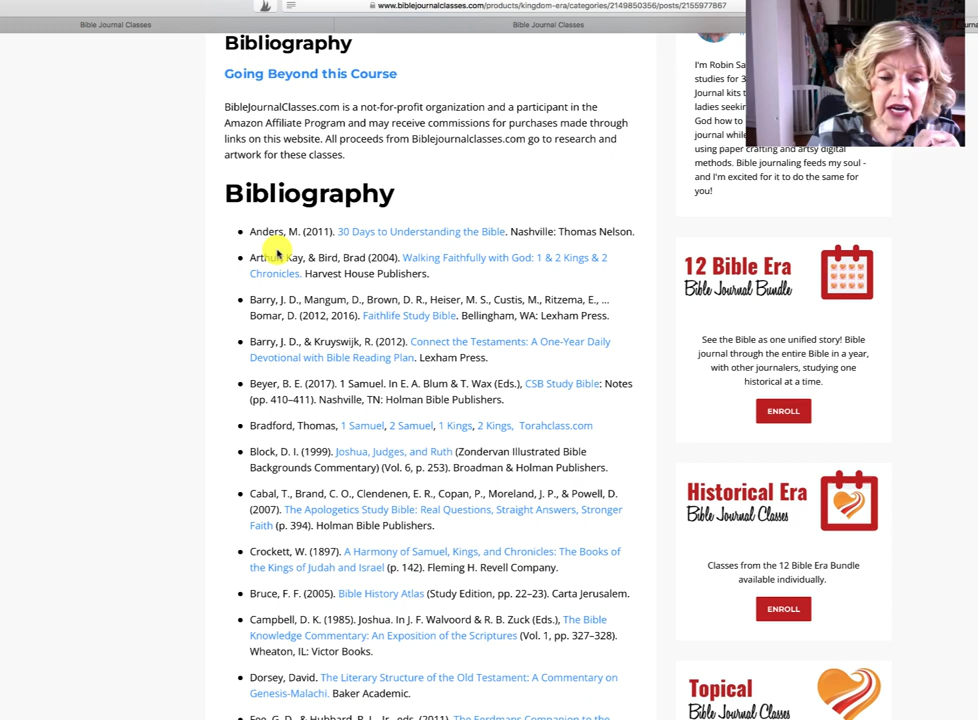 www.biblejournalclasses.com/products/kingdom-era/categories/2149850356/posts/2155977867
Bible Journal Classes
Bible Journal Classes
Bibliography
Going Beyond this Course
BibleJournalClasses.com is a not-for-profit organization and a participant in the
Amazon Affiliate Program and may receive commissions for purchases made through
links on this website. All proceeds from Biblejournalclasses.com go to research and
artwork for these classes.
Bibliography
Anders, M. (2011). 30 Days to Understanding the Bible. Nashville: Thomas Nelson.
Arthur, Kay, & Bird, Brad (2004). Walking Faithfully with God: 1 & 2 Kings & 2
Chronicles. Harvest House Publishers.
Barry, J. D., Mangum, D., Brown, D. R., Heiser, M. S., Custis, M., Ritzema, E., ...
Bomar, D. (2012, 2016). Faithlife Study Bible. Bellingham, WA: Lexham Press.
Barry, J. D., & Kruyswijk, R. (2012). Connect the Testaments: A One-Year Daily
Devotional with Bible Reading Plan. Lexham Press.
Beyer, B. E. (2017). 1 Samuel. In E. A. Blum & T. Wax (Eds.), CSB Study Bible: Notes
(pp. 410–411). Nashville, TN: Holman Bible Publishers.
Bradford, Thomas, 1 Samuel, 2 Samuel, 1 Kings, 2 Kings, Torahclass.com
Block, D. I. (1999). Joshua, Judges, and Ruth (Zondervan Illustrated Bible
Backgrounds Commentary) (Vol. 6, p. 253). Broadman & Holman Publishers.
Cabal, T., Brand, C. O., Clendenen, E. R., Copan, P., Moreland, J. P., & Powell, D.
(2007). The Apologetics Study Bible: Real Questions, Straight Answers, Stronger
Faith (p. 394). Holman Bible Publishers.
Crockett, W. (1897). A Harmony of Samuel, Kings, and Chronicles: The Books of
the Kings of Judah and Israel (p. 142). Fleming H. Revell Company.
Bruce, F. F. (2005). Bible History Atlas (Study Edition, pp. 22–23). Carta Jerusalem.
Campbell, D. K. (1985). Joshua. In J. F. Walvoord & R. B. Zuck (Eds.), The Bible
Knowledge Commentary: An Exposition of the Scriptures (Vol. 1, pp. 327–328).
Wheaton, IL: Victor Books.
Dorsey, David. The Literary Structure of the Old Testament: A Commentary on
Genesis-Malachi. Baker Academic.
Fee, G. D., & Hubbard, R. L., Jr., eds. (2011). The Eerdmans Companion to the
I'm Robin Sa
studies for 3
Journal kits
ladies seekin
God how to
journal while
using paper crafting and artsy digital
methods. Bible journaling feeds my soul -
and I'm excited for it to do the same for
you!
12 Bible Era
Bible Journal Bundle
See the Bible as one unified story! Bible
journal through the entire Bible in a year,
with other journalers, studying one
historical at a time.
ENROLL
Historical Era
Bible Journal Classes
Classes from the 12 Bible Era Bundle
available individually.
ENROLL
Topical
Bible Journal Classes